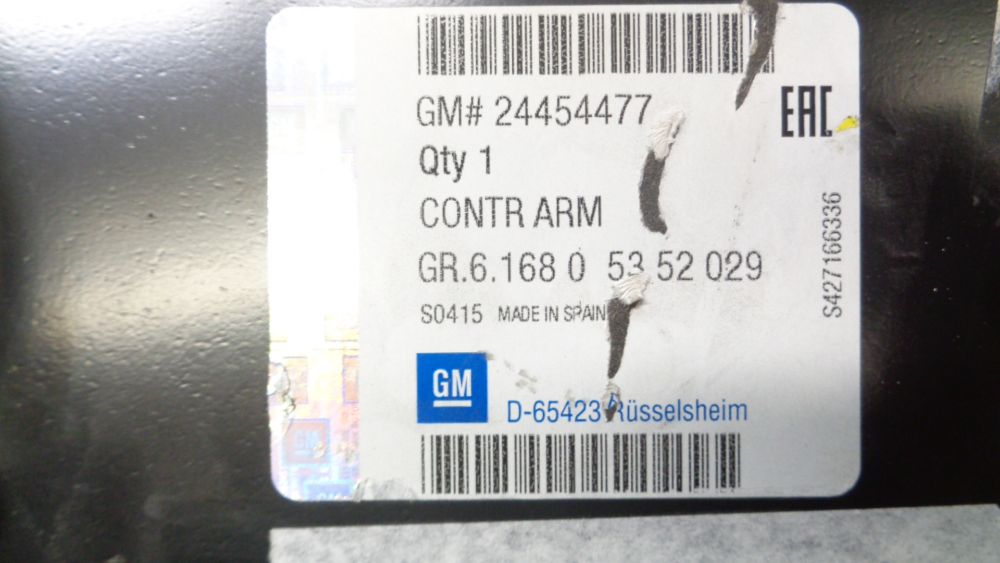 GM# 24454477
EAC
Qty 1
CONTR ARM
GR.6.168 0 53 52 029
S0415 MADE IN SPAIN
S427166336
GM
D-65423 Rüsselsheim
GM